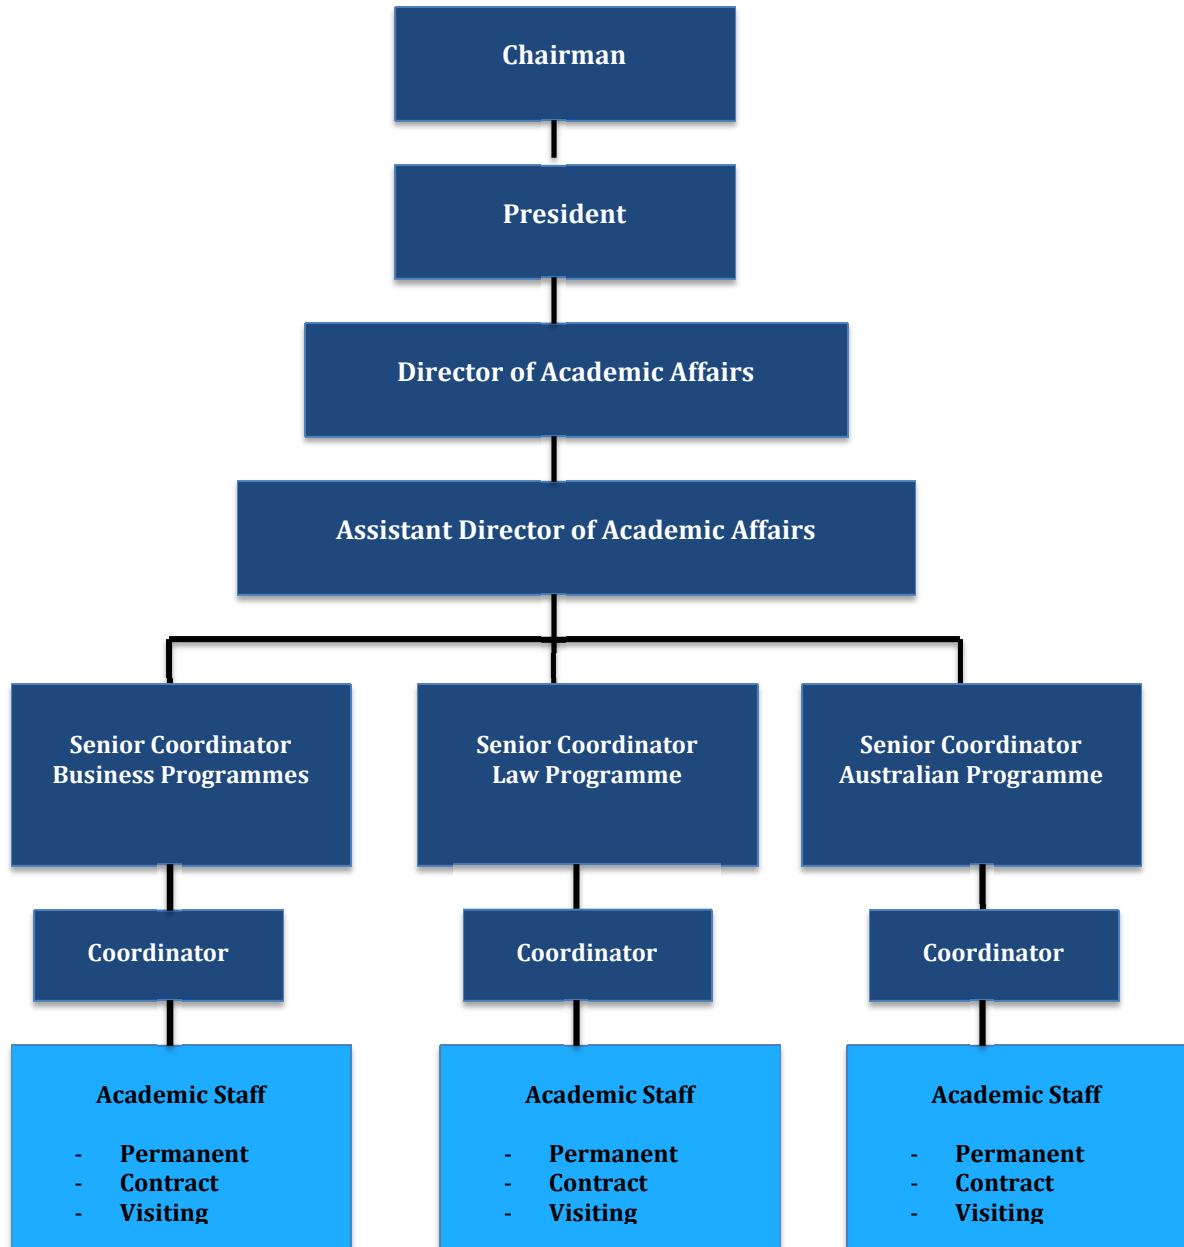 Chairman
President
Director of Academic Affairs
Assistant Director of Academic Affairs
Senior Coordinator
Business Programmes
Senior Coordinator
Law Programme
Senior Coordinator
Australian Programme
Coordinator
Coordinator
Coordinator
Academic Staff
- Permanent
- Contract
- Visiting
Academic Staff
- Permanent
- Contract
- Visiting
Academic Staff
- Permanent
- Contract
- Visiting